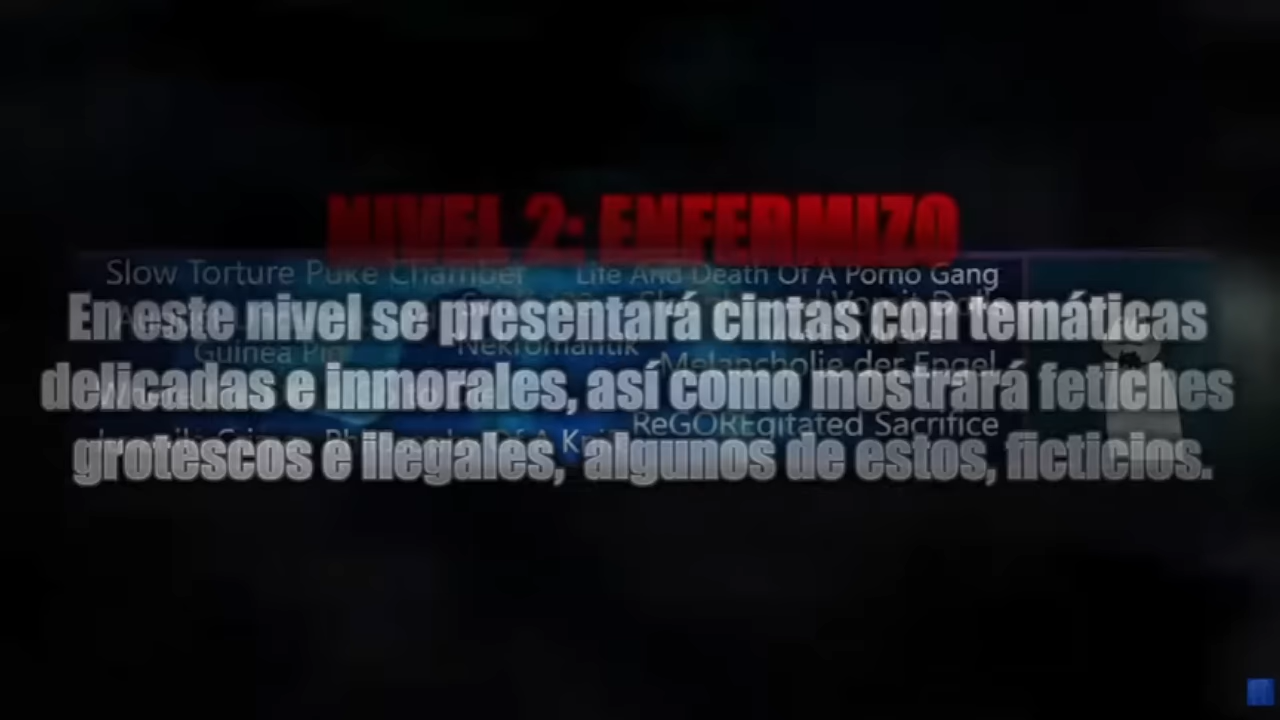 NIVEL 2: ENFERMIZO
Slow Torture Puke Chamber Life And Death Of A Porno Gang
En este nivel se presentará cintas con temáticas
Guinea Nekromantik Melancholie der Engel
delicadas e inmorales, así como mostrará fetiches
ReGOREgitated Sacrifice
grotescos e ilegales, algunos de estos, ficticios.